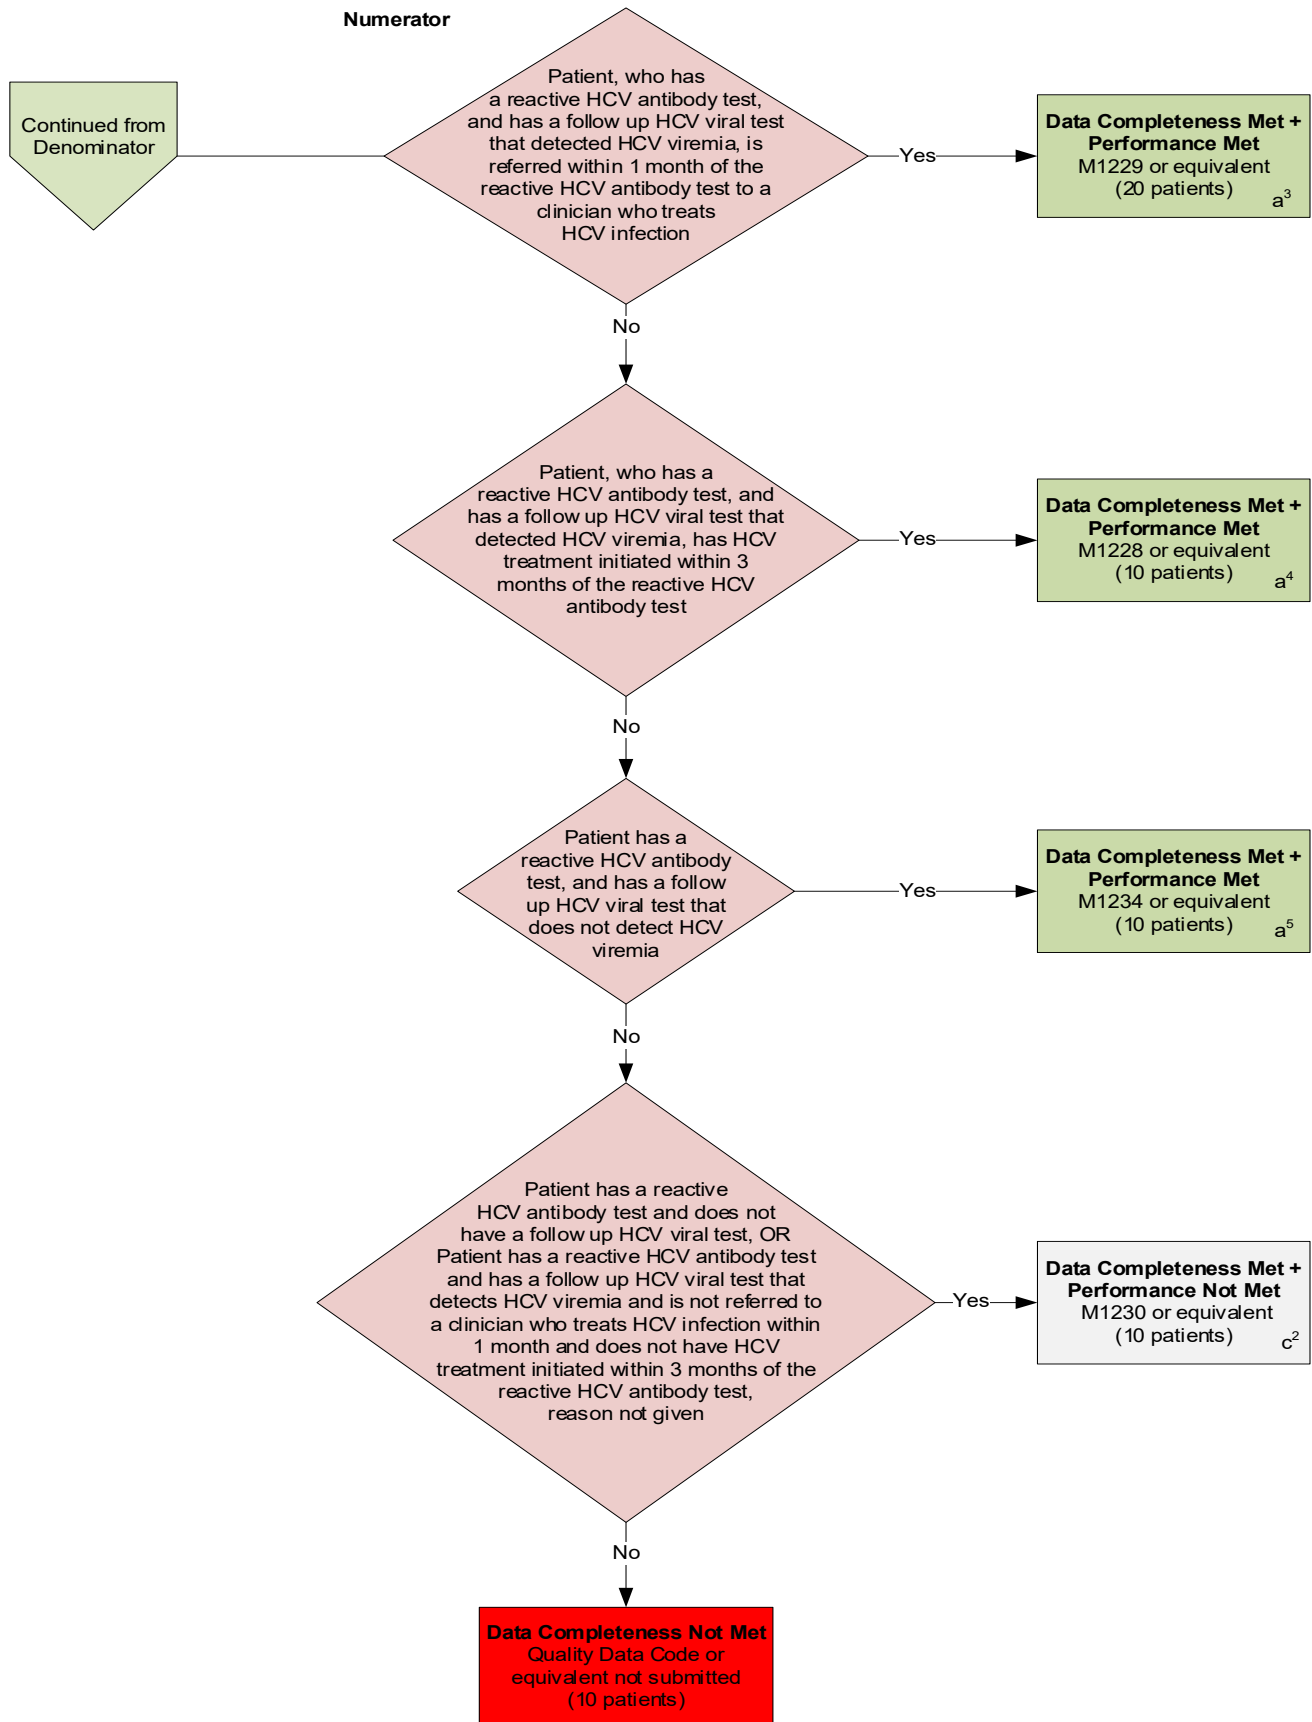 Numerator
Continued from
Denominator
Patient, who has
a reactive HCV antibody test,
and has a follow up HCV viral test
that detected HCV viremia, is
referred within 1 month of the
reactive HCV antibody test to a
clinician who treats
HCV infection
Yes
Data Completeness Met +
Performance Met
M1229 or equivalent
(20 patients)
a³
No
Patient, who has a
reactive HCV antibody test, and
has a follow up HCV viral test that
detected HCV viremia, has HCV
treatment initiated within 3
months of the reactive HCV
antibody test
Yes
Data Completeness Met +
Performance Met
M1228 or equivalent
(10 patients)
a⁴
No
Patient has a
reactive HCV antibody
test, and has a follow
up HCV viral test that
does not detect HCV
viremia
Yes
Data Completeness Met +
Performance Met
M1234 or equivalent
(10 patients)
a⁵
No
Patient has a reactive
HCV antibody test and does not
have a follow up HCV viral test, OR
Patient has a reactive HCV antibody test
and has a follow up HCV viral test that
detects HCV viremia and is not referred to
a clinician who treats HCV infection within
1 month and does not have HCV
treatment initiated within 3 months of the
reactive HCV antibody test,
reason not given
Yes
Data Completeness Met +
Performance Not Met
M1230 or equivalent
(10 patients)
c²
No
Data Completeness Not Met
Quality Data Code or
equivalent not submitted
(10 patients)